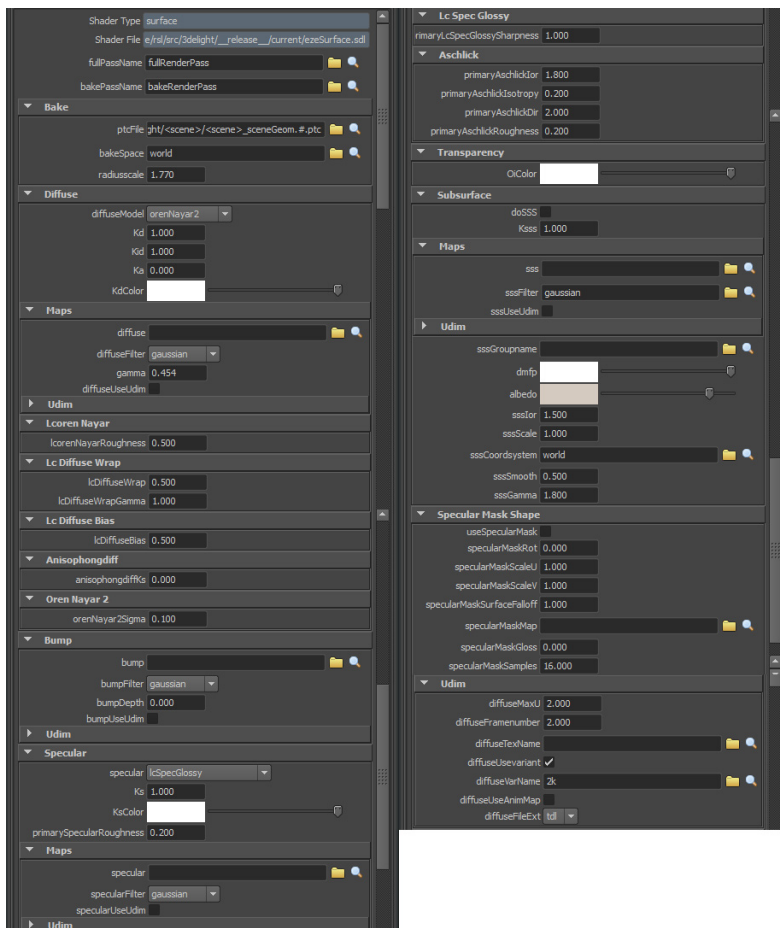 Shader Type surface
Shader File e/rsl/src/3delight/__release__/current/ezeSurface.sdl
fullPassName fullRenderPass
bakePassName bakeRenderPass
Bake
ptcFile ght/<scene>/<scene>_sceneGeom.#.ptc
bakeSpace world
radiusscale 1.770
Diffuse
diffuseModel orenNayar2
Kd 1.000
Kid 1.000
Ka 0.000
KdColor
Maps
diffuse
diffuseFilter gaussian
gamma 0.454
diffuseUseUdim
Udim
Lcoren Nayar
lcorenNayarRoughness 0.500
Lc Diffuse Wrap
lcDiffuseWrap 0.500
lcDiffuseWrapGamma 1.000
Lc Diffuse Bias
lcDiffuseBias 0.500
Anisophongdiff
anisophongdiffKs 0.000
Oren Nayar 2
orenNayar2Sigma 0.100
Bump
bump
bumpFilter gaussian
bumpDepth 0.000
bumpUseUdim
Udim
Specular
specular lcSpecGlossy
Ks 1.000
KsColor
primarySpecularRoughness 0.200
Maps
specular
specularFilter gaussian
specularUseUdim
Udim
Lc Spec Glossy
rimaryLcSpecGlossySharpness 1.000
Aschlick
primaryAschlickIor 1.800
primaryAschlickIsotropy 0.200
primaryAschlickDir 2.000
primaryAschlickRoughness 0.200
Transparency
OiColor
Subsurface
doSSS
Ksss 1.000
Maps
sss
sssFilter gaussian
sssUseUdim
Udim
sssGroupname
dmfp
albedo
sssIor 1.500
sssScale 1.000
sssCoordsystem world
sssSmooth 0.500
sssGamma 1.800
Specular Mask Shape
useSpecularMask
specularMaskRot 0.000
specularMaskScaleU 1.000
specularMaskScaleV 1.000
specularMaskSurfaceFalloff 1.000
specularMaskMap
specularMaskGloss 0.000
specularMaskSamples 16.000
Udim
diffuseMaxU 2.000
diffuseFramenumber 2.000
diffuseTexName
diffuseUsevariant
diffuseVarName 2k
diffuseUseAnimMap
diffuseFileExt tdl